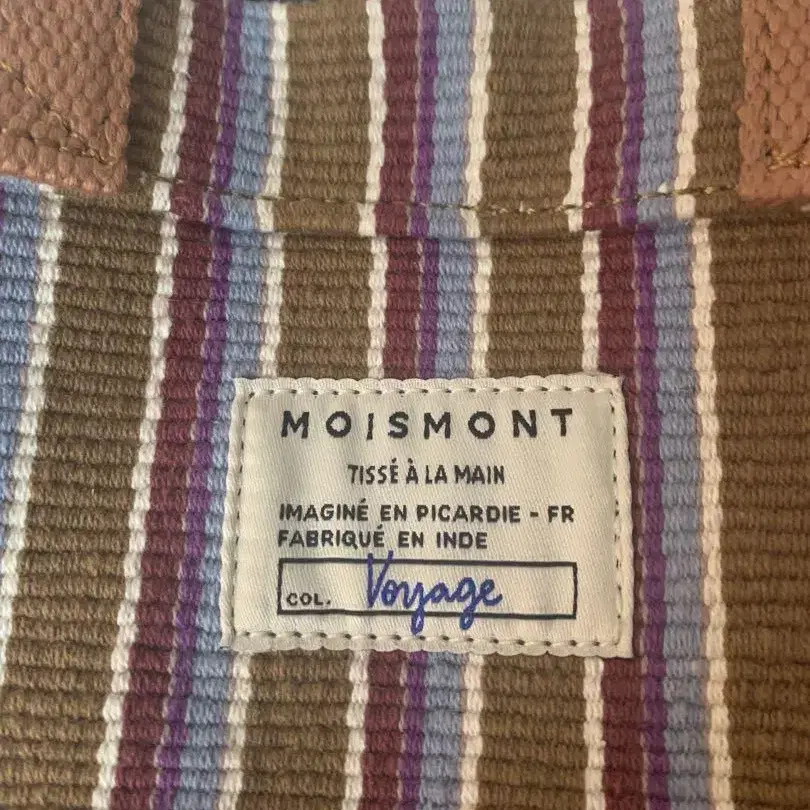 MOISMONT
TISSÉ À LA MAIN
IMAGINÉ EN PICARDIE - FR
FABRIQUÉ EN INDE
COL. Voyage